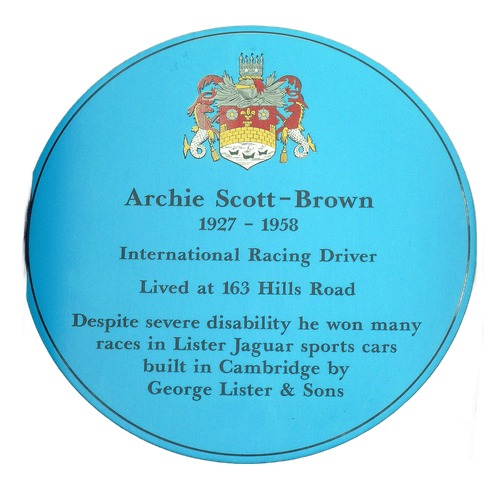 Archie Scott-Brown
1927 - 1958
International Racing Driver
Lived at 163 Hills Road
Despite severe disability he won many
races in Lister Jaguar sports cars
built in Cambridge by
George Lister & Sons